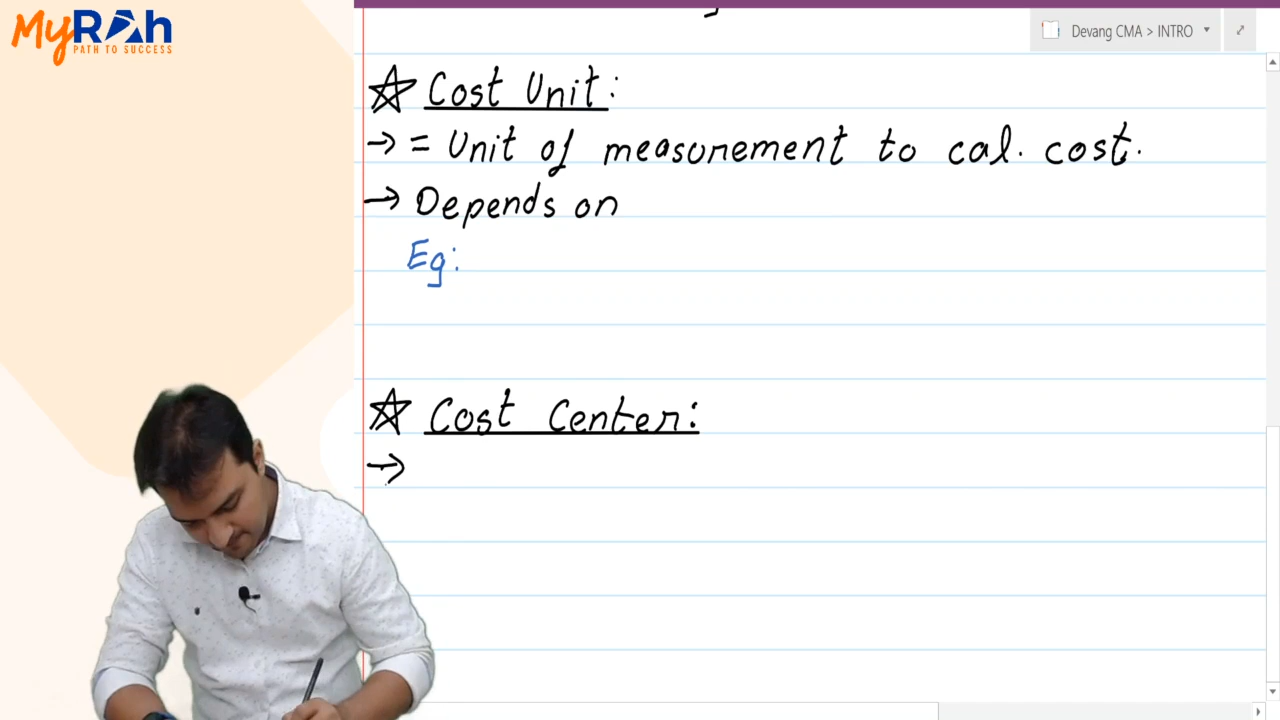 MyRAh
PATH TO SUCCESS
Devang CMA > INTRO
☆ Cost Unit:
→ = Unit of measurement to cal. cost.
→ Depends on
Eg:
☆ Cost Center:
→